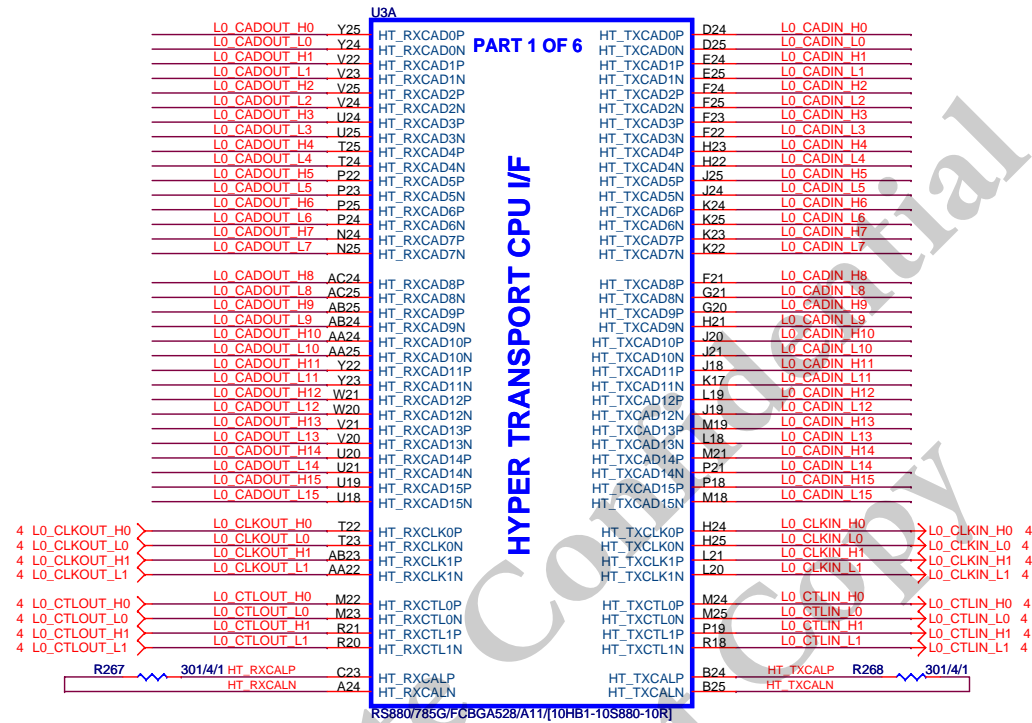 U3A
PART 1 OF 6
HYPER TRANSPORT CPU I/F
L0_CADOUT_H0 Y25 HT_RXCAD0P HT_TXCAD0P D24 L0_CADIN_H0
L0_CADOUT_L0 Y24 HT_RXCAD0N HT_TXCAD0N D25 L0_CADIN_L0
L0_CADOUT_H1 V22 HT_RXCAD1P HT_TXCAD1P E24 L0_CADIN_H1
L0_CADOUT_L1 V23 HT_RXCAD1N HT_TXCAD1N E25 L0_CADIN_L1
L0_CADOUT_H2 V25 HT_RXCAD2P HT_TXCAD2P F24 L0_CADIN_H2
L0_CADOUT_L2 V24 HT_RXCAD2N HT_TXCAD2N F25 L0_CADIN_L2
L0_CADOUT_H3 U24 HT_RXCAD3P HT_TXCAD3P F23 L0_CADIN_H3
L0_CADOUT_L3 U25 HT_RXCAD3N HT_TXCAD3N F22 L0_CADIN_L3
L0_CADOUT_H4 T25 HT_RXCAD4P HT_TXCAD4P H23 L0_CADIN_H4
L0_CADOUT_L4 T24 HT_RXCAD4N HT_TXCAD4N H22 L0_CADIN_L4
L0_CADOUT_H5 P22 HT_RXCAD5P HT_TXCAD5P J25 L0_CADIN_H5
L0_CADOUT_L5 P23 HT_RXCAD5N HT_TXCAD5N J24 L0_CADIN_L5
L0_CADOUT_H6 P25 HT_RXCAD6P HT_TXCAD6P K24 L0_CADIN_H6
L0_CADOUT_L6 P24 HT_RXCAD6N HT_TXCAD6N K25 L0_CADIN_L6
L0_CADOUT_H7 N24 HT_RXCAD7P HT_TXCAD7P K23 L0_CADIN_H7
L0_CADOUT_L7 N25 HT_RXCAD7N HT_TXCAD7N K22 L0_CADIN_L7
L0_CADOUT_H8 AC24 HT_RXCAD8P HT_TXCAD8P F21 L0_CADIN_H8
L0_CADOUT_L8 AC25 HT_RXCAD8N HT_TXCAD8N G21 L0_CADIN_L8
L0_CADOUT_H9 AB25 HT_RXCAD9P HT_TXCAD9P G20 L0_CADIN_H9
L0_CADOUT_L9 AB24 HT_RXCAD9N HT_TXCAD9N H21 L0_CADIN_L9
L0_CADOUT_H10 AA24 HT_RXCAD10P HT_TXCAD10P J20 L0_CADIN_H10
L0_CADOUT_L10 AA25 HT_RXCAD10N HT_TXCAD10N J21 L0_CADIN_L10
L0_CADOUT_H11 Y22 HT_RXCAD11P HT_TXCAD11P J18 L0_CADIN_H11
L0_CADOUT_L11 Y23 HT_RXCAD11N HT_TXCAD11N K17 L0_CADIN_L11
L0_CADOUT_H12 W21 HT_RXCAD12P HT_TXCAD12P L19 L0_CADIN_H12
L0_CADOUT_L12 W20 HT_RXCAD12N HT_TXCAD12N J19 L0_CADIN_L12
L0_CADOUT_H13 V21 HT_RXCAD13P HT_TXCAD13P M19 L0_CADIN_H13
L0_CADOUT_L13 V20 HT_RXCAD13N HT_TXCAD13N L18 L0_CADIN_L13
L0_CADOUT_H14 U20 HT_RXCAD14P HT_TXCAD14P M21 L0_CADIN_H14
L0_CADOUT_L14 U21 HT_RXCAD14N HT_TXCAD14N P21 L0_CADIN_L14
L0_CADOUT_H15 U19 HT_RXCAD15P HT_TXCAD15P P18 L0_CADIN_H15
L0_CADOUT_L15 U18 HT_RXCAD15N HT_TXCAD15N M18 L0_CADIN_L15
4 L0_CLKOUT_H0 L0_CLKOUT_H0 T22 HT_RXCLK0P HT_TXCLK0P H24 L0_CLKIN_H0 L0_CLKIN_H0 4
4 L0_CLKOUT_L0 L0_CLKOUT_L0 T23 HT_RXCLK0N HT_TXCLK0N H25 L0_CLKIN_L0 L0_CLKIN_L0 4
4 L0_CLKOUT_H1 L0_CLKOUT_H1 AB23 HT_RXCLK1P HT_TXCLK1P L21 L0_CLKIN_H1 L0_CLKIN_H1 4
4 L0_CLKOUT_L1 L0_CLKOUT_L1 AA22 HT_RXCLK1N HT_TXCLK1N L20 L0_CLKIN_L1 L0_CLKIN_L1 4
4 L0_CTLOUT_H0 L0_CTLOUT_H0 M22 HT_RXCTL0P HT_TXCTL0P M24 L0_CTLIN_H0 L0_CTLIN_H0 4
4 L0_CTLOUT_L0 L0_CTLOUT_L0 M23 HT_RXCTL0N HT_TXCTL0N M25 L0_CTLIN_L0 L0_CTLIN_L0 4
4 L0_CTLOUT_H1 L0_CTLOUT_H1 R21 HT_RXCTL1P HT_TXCTL1P P19 L0_CTLIN_H1 L0_CTLIN_H1 4
4 L0_CTLOUT_L1 L0_CTLOUT_L1 R20 HT_RXCTL1N HT_TXCTL1N R18 L0_CTLIN_L1 L0_CTLIN_L1 4
R267 301/4/1 HT_RXCALP C23 HT_RXCALP HT_TXCALP B24 HT_TXCALP R268 301/4/1
HT_RXCALN A24 HT_RXCALN HT_TXCALN B25 HT_TXCALN
RS880/785G/FCBGA528/A11/[10HB1-10S880-10R]
Confidential
Copy